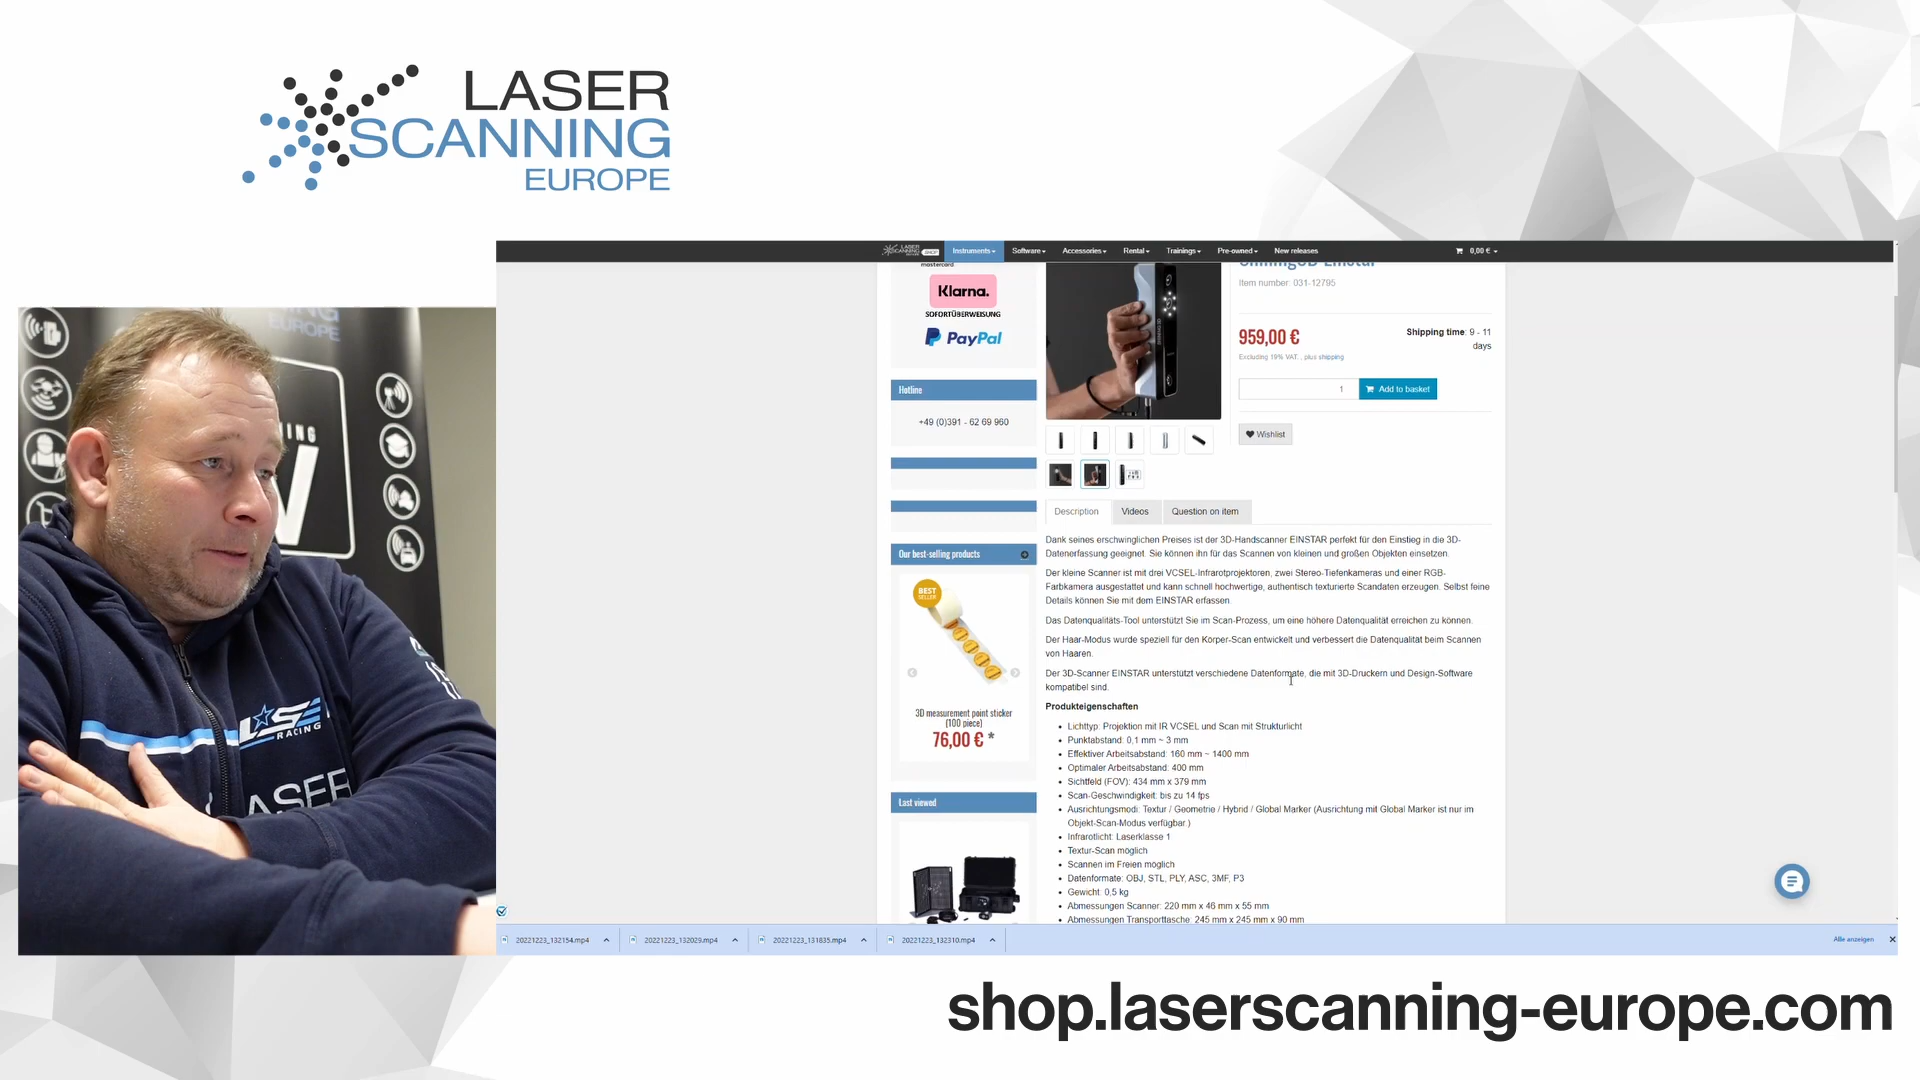 LASER
SCANNING
EUROPE
Instruments
Software
Accessories
Rental
Trainings
Pre-owned
New releases
0,00 €
LASER
SCANNING
SHOP
mastercard.
Klarna.
SOFORTÜBERWEISUNG
PayPal
Item number: 031-12795
959,00 €
Shipping time: 9 - 11
days
Excluding 19% VAT. , plus shipping
1
Add to basket
Wishlist
Hotline
+49 (0)391 - 62 69 960
Our best-selling products
BEST
SELLER
3D measurement point sticker
(100 piece)
76,00 € *
Last viewed
Description
Videos
Question on item
Dank seines erschwinglichen Preises ist der 3D-Handscanner EINSTAR perfekt für den Einstieg in die 3D-
Datenerfassung geeignet. Sie können ihn für das Scannen von kleinen und großen Objekten einsetzen.
Der kleine Scanner ist mit drei VCSEL-Infrarotprojektoren, zwei Stereo-Tiefenkameras und einer RGB-
Farbkamera ausgestattet und kann schnell hochwertige, authentisch texturierte Scandaten erzeugen. Selbst feine
Details können Sie mit dem EINSTAR erfassen.
Das Datenqualitäts-Tool unterstützt Sie im Scan-Prozess, um eine höhere Datenqualität erreichen zu können.
Der Haar-Modus wurde speziell für den Körper-Scan entwickelt und verbessert die Datenqualität beim Scannen
von Haaren.
Der 3D-Scanner EINSTAR unterstützt verschiedene Datenformate, die mit 3D-Druckern und Design-Software
kompatibel sind.
Produkteigenschaften
Lichttyp: Projektion mit IR VCSEL und Scan mit Strukturlicht
Punktabstand: 0,1 mm ~ 3 mm
Effektiver Arbeitsabstand: 160 mm ~ 1400 mm
Optimaler Arbeitsabstand: 400 mm
Sichtfeld (FOV): 434 mm x 379 mm
Scan-Geschwindigkeit: bis zu 14 fps
Ausrichtungsmodi: Textur / Geometrie / Hybrid / Global Marker (Ausrichtung mit Global Marker ist nur im
Objekt-Scan-Modus verfügbar.)
Infrarotlicht: Laserklasse 1
Textur-Scan möglich
Scannen im Freien möglich
Datenformate: OBJ, STL, PLY, ASC, 3MF, P3
Gewicht: 0,5 kg
Abmessungen Scanner: 220 mm x 46 mm x 55 mm
Abmessungen Transporttasche: 245 mm x 245 mm x 90 mm
20221223_132154.mp4
20221223_132029.mp4
20221223_131835.mp4
20221223_132310.mp4
Alle anzeigen
EUROPE
LSE
RACING
LASER
shop.laserscanning-europe.com